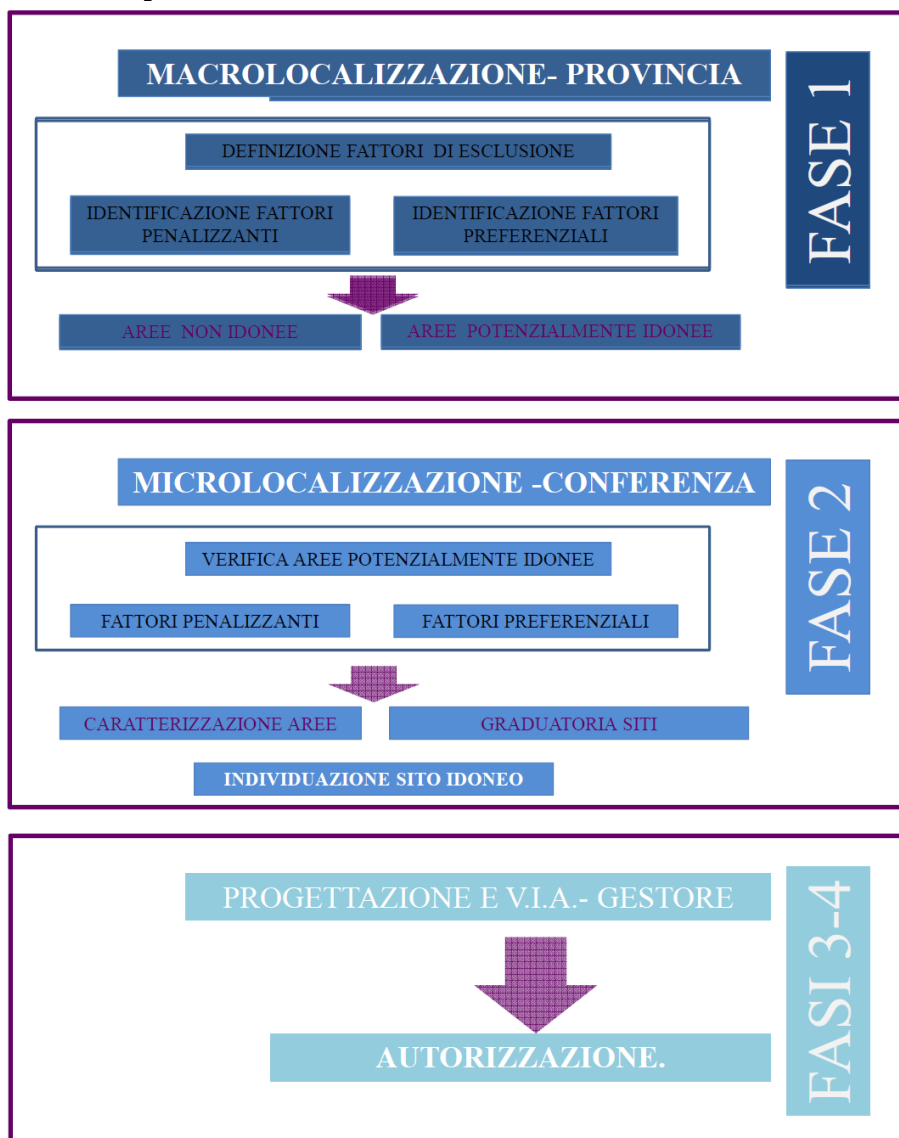 MACROLOCALIZZAZIONE- PROVINCIA
FASE 1
DEFINIZIONE FATTORI DI ESCLUSIONE
IDENTIFICAZIONE FATTORI
PENALIZZANTI
IDENTIFICAZIONE FATTORI
PREFERENZIALI
AREE NON IDONEE
AREE POTENZIALMENTE IDONEE
MICROLOCALIZZAZIONE -CONFERENZA
FASE 2
VERIFICA AREE POTENZIALMENTE IDONEE
FATTORI PENALIZZANTI
FATTORI PREFERENZIALI
CARATTERIZZAZIONE AREE
GRADUATORIA SITI
INDIVIDUAZIONE SITO IDONEO
PROGETTAZIONE E V.I.A.- GESTORE
FASI 3-4
AUTORIZZAZIONE.